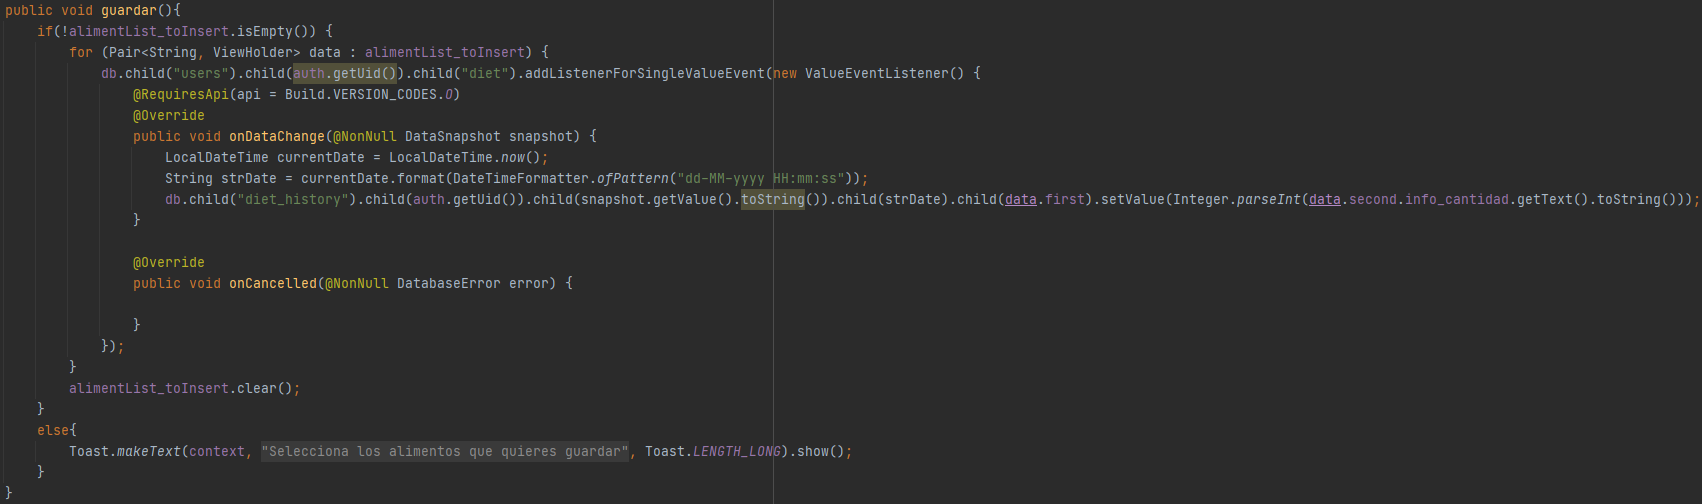 public void guardar(){
if(!alimentList_toInsert.isEmpty()) {
for (Pair<String, ViewHolder> data : alimentList_toInsert) {
db.child("users").child(auth.getUid()).child("diet").addListenerForSingleValueEvent(new ValueEventListener() {
@RequiresApi(api = Build.VERSION_CODES.O)
@Override
public void onDataChange(@NonNull DataSnapshot snapshot) {
LocalDateTime currentDate = LocalDateTime.now();
String strDate = currentDate.format(DateTimeFormatter.ofPattern("dd-MM-yyyy HH:mm:ss"));
db.child("diet_history").child(auth.getUid()).child(snapshot.getValue().toString()).child(strDate).child(data.first).setValue(Integer.parseInt(data.second.info_cantidad.getText().toString()));
}
@Override
public void onCancelled(@NonNull DatabaseError error) {
}
});
}
alimentList_toInsert.clear();
}
else{
Toast.makeText(context, "Selecciona los alimentos que quieres guardar", Toast.LENGTH_LONG).show();
}
}